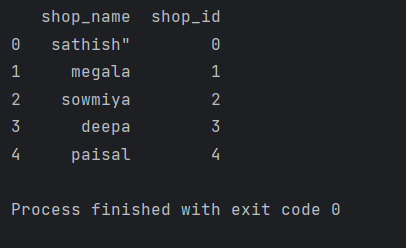 shop_name shop_id
0 sathish" 0
1 megala 1
2 sowmiya 2
3 deepa 3
4 paisal 4
Process finished with exit code 0